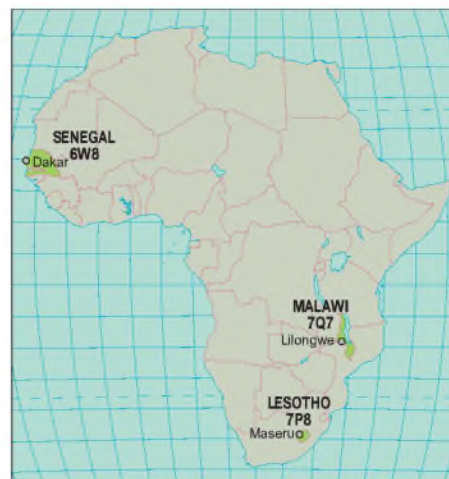 SENEGAL
6W8
Dakar
MALAWI
7Q7
Lilongwe
LESOTHO
7P8
Maseru